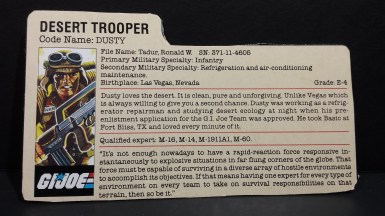 DESERT TROOPER
Code Name: DUSTY
File Name: Tadur, Ronald W. SN: 371-11-4605
Primary Military Specialty: Infantry
Secondary Military Specialty: Refrigeration and air-conditioning
maintenance.
Birthplace: Las Vegas, Nevada Grade: E-4
Dusty loves the desert. It is clean, pure and unforgiving. Unlike Vegas which
is always willing to give you a second chance. Dusty was working as a refrig-
erator repairman and studying desert ecology at night when his pre-
enlistment application for the G.I. Joe Team was approved. He took Basic at
Fort Bliss, TX and loved every minute of it.
Qualified expert: M-16, M-14, M-1911A1, M-60.
"It's not enough nowadays to have a rapid-reaction force responsive in-
stantaneously to explosive situations in far flung corners of the globe. That
force must be capable of surviving in a diverse array of hostile environments
to accomplish its objectives. If that means having one expert for every type of
environment on every team to take on survival responsibilities on that
terrain, then so be it."
GI JOE